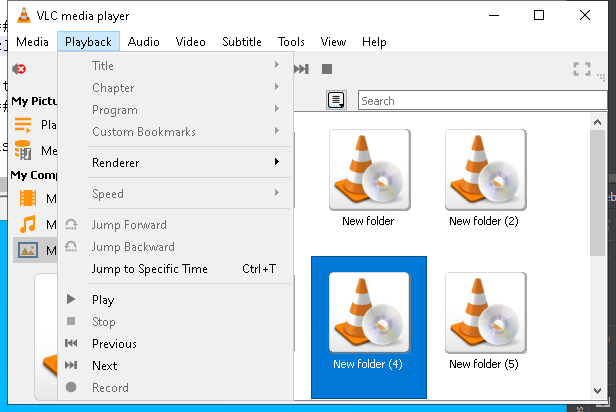 VLC media player
Media Playback Audio Video Subtitle Tools View Help
Title
Chapter
Program
Custom Bookmarks
Renderer
Speed
Jump Forward
Jump Backward
Jump to Specific Time Ctrl+T
Play
Stop
Previous
Next
Record
My Pictu
Pla
Me
My Comp
M
M
M
Search
New folder
New folder (2)
New folder (4)
New folder (5)